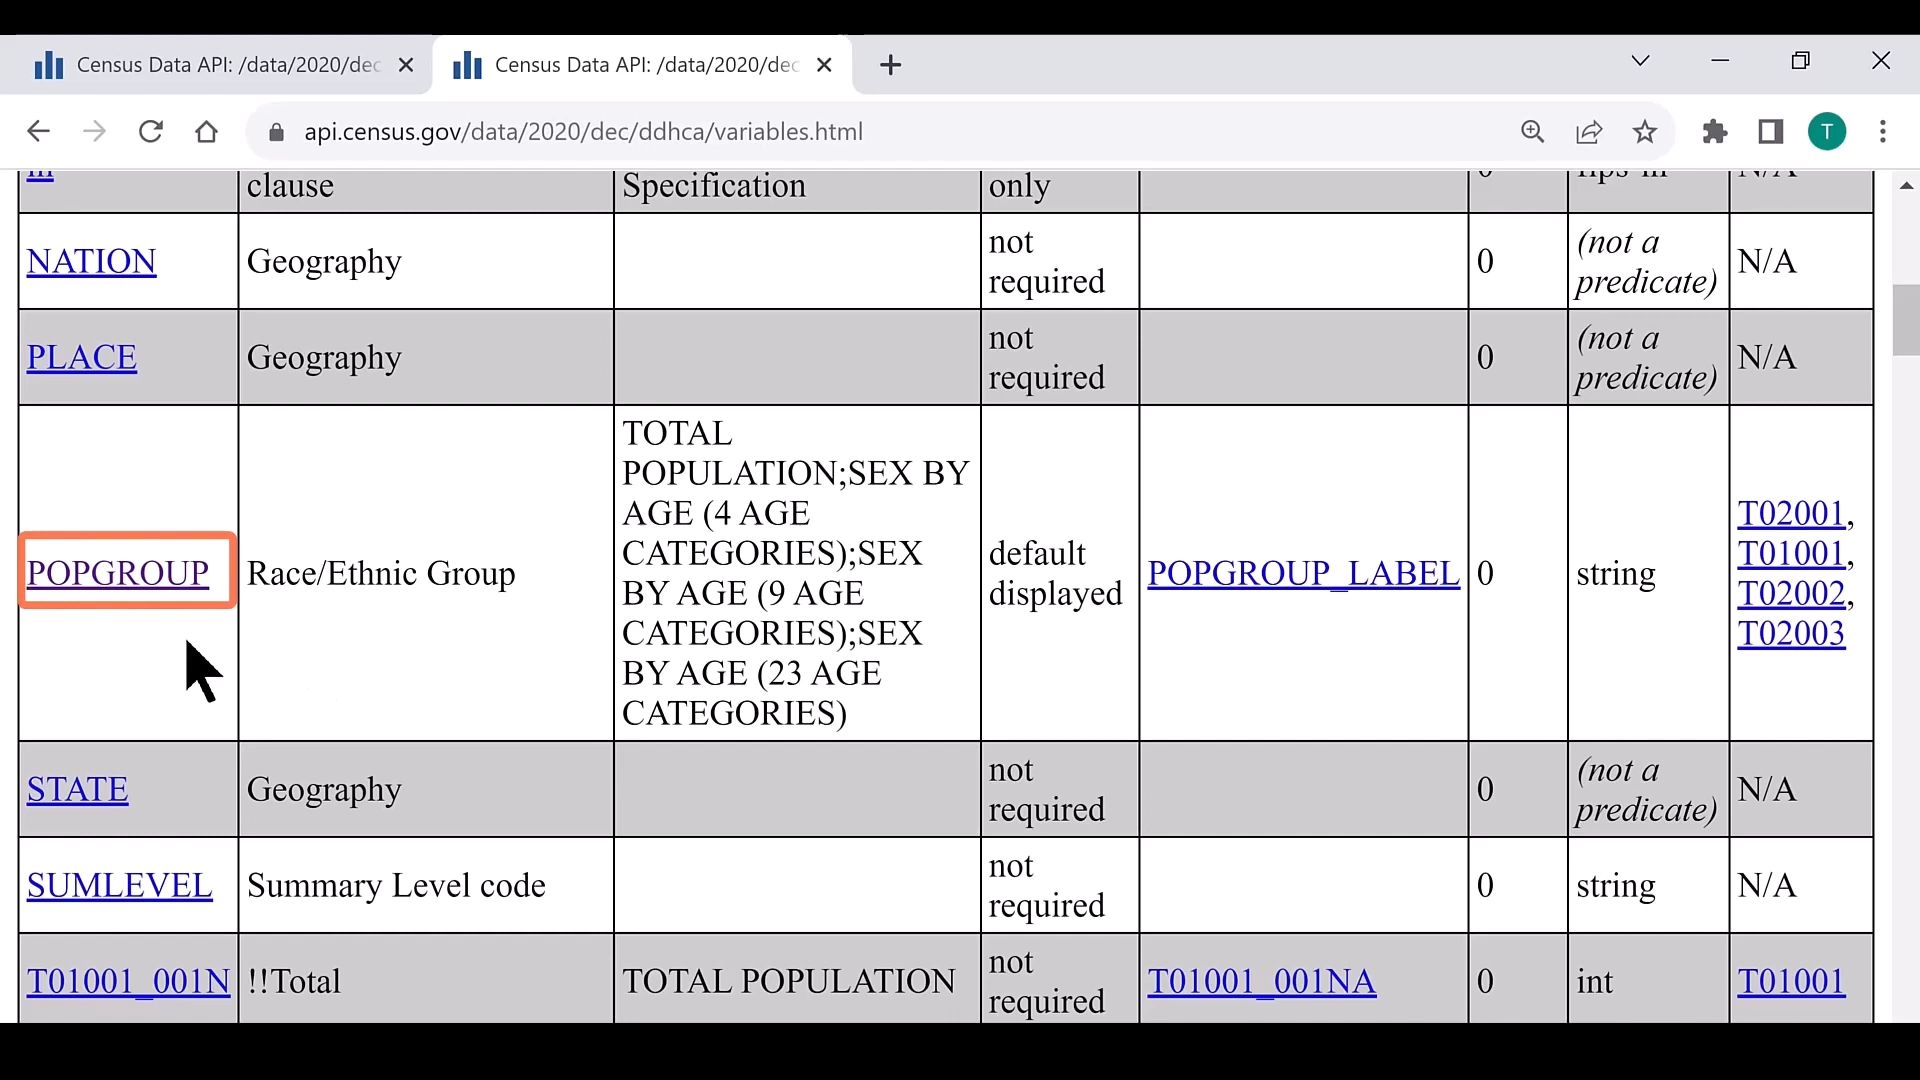 Census Data API: /data/2020/dec
Census Data API: /data/2020/dec
api.census.gov/data/2020/dec/ddhca/variables.html
T
in
clause
Specification
only
0
fips-in
N/A
NATION
Geography
not
required
0
(not a
predicate)
N/A
PLACE
Geography
not
required
0
(not a
predicate)
N/A
POPGROUP
Race/Ethnic Group
TOTAL
POPULATION;SEX BY
AGE (4 AGE
CATEGORIES);SEX
BY AGE (9 AGE
CATEGORIES);SEX
BY AGE (23 AGE
CATEGORIES)
default
displayed
POPGROUP_LABEL
0
string
T02001,
T01001,
T02002,
T02003
STATE
Geography
not
required
0
(not a
predicate)
N/A
SUMLEVEL
Summary Level code
not
required
0
string
N/A
T01001_001N
!!Total
TOTAL POPULATION
not
required
T01001_001NA
0
int
T01001